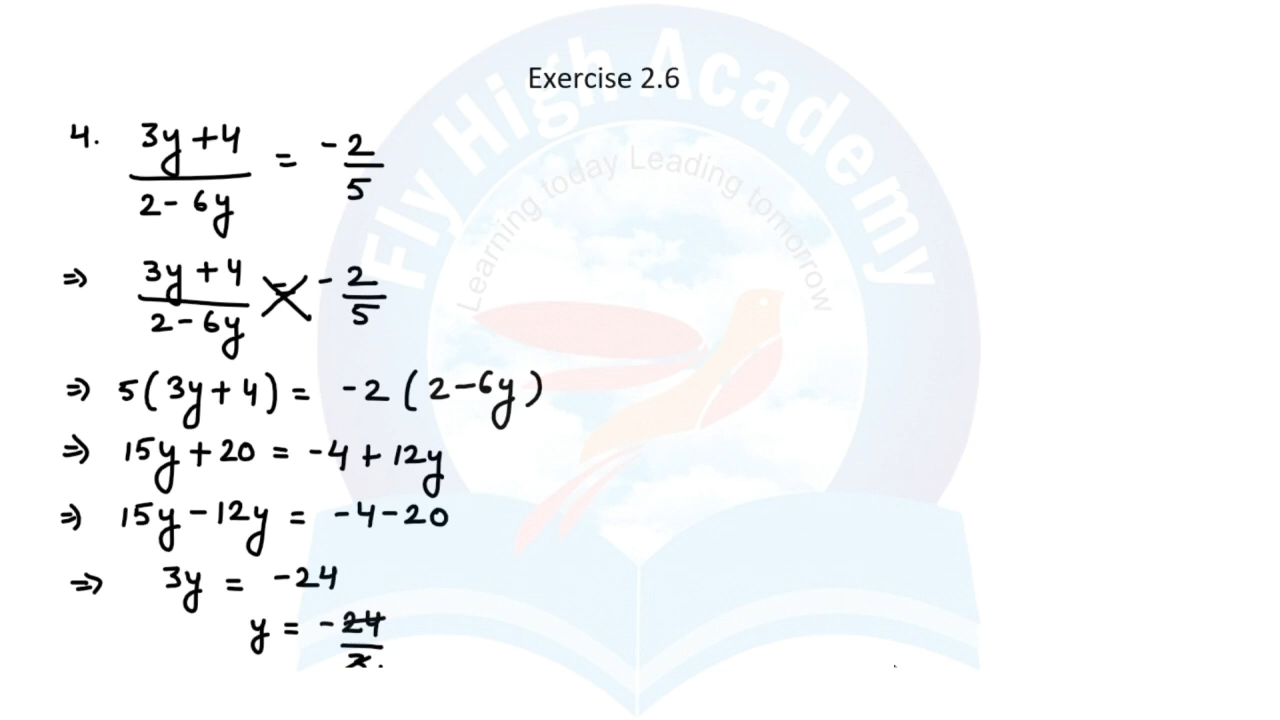 Exercise 2.6
Fly High Academy
Learning today Leading tomorrow
4. 3y+4 / 2-6y = -2/5
⇒ 3y+4 / 2-6y = -2/5
⇒ 5(3y+4) = -2(2-6y)
⇒ 15y+20 = -4+12y
⇒ 15y-12y = -4-20
⇒ 3y = -24
y = -24/3